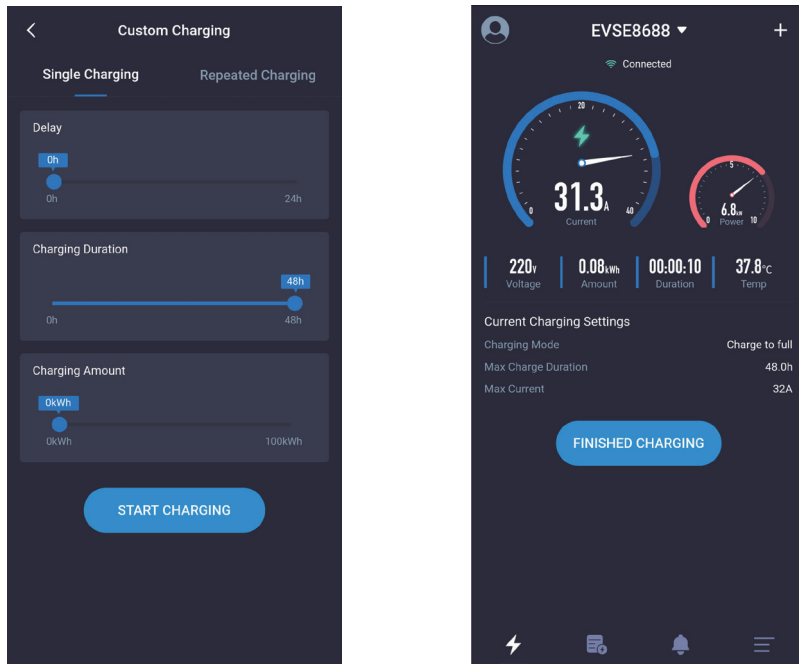 Custom Charging
Single Charging
Repeated Charging
Delay
0h
0h
24h
Charging Duration
48h
0h
48h
Charging Amount
0kWh
0kWh
100kWh
START CHARGING
EVSE8688
+
Connected
20
31.3A
0
40
Current
5
6.8kW
0
10
Power
220V
0.08kWh
00:00:10
37.8°C
Voltage
Amount
Duration
Temp
Current Charging Settings
Charging Mode
Charge to full
Max Charge Duration
48.0h
Max Current
32A
FINISHED CHARGING